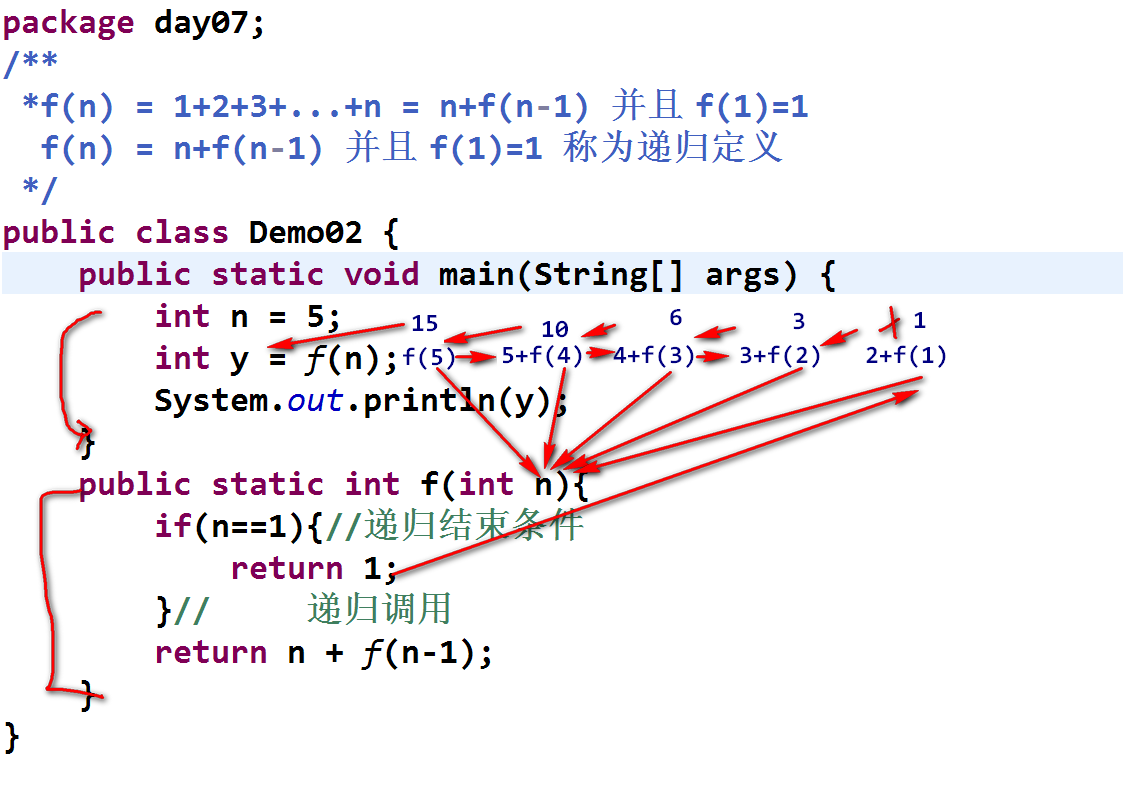 package day07;
/**
 *f(n) = 1+2+3+...+n = n+f(n-1) 并且 f(1)=1
  f(n) = n+f(n-1) 并且 f(1)=1 称为递归定义
 */
public class Demo02 {
    public static void main(String[] args) {
        int n = 5;
15 10 6 3 1
        int y = f(n); f(5) 5+f(4) 4+f(3) 3+f(2) 2+f(1)
        System.out.println(y);
    }
    public static int f(int n){
        if(n==1){//递归结束条件
            return 1;
        }//     递归调用
        return n + f(n-1);
    }
}